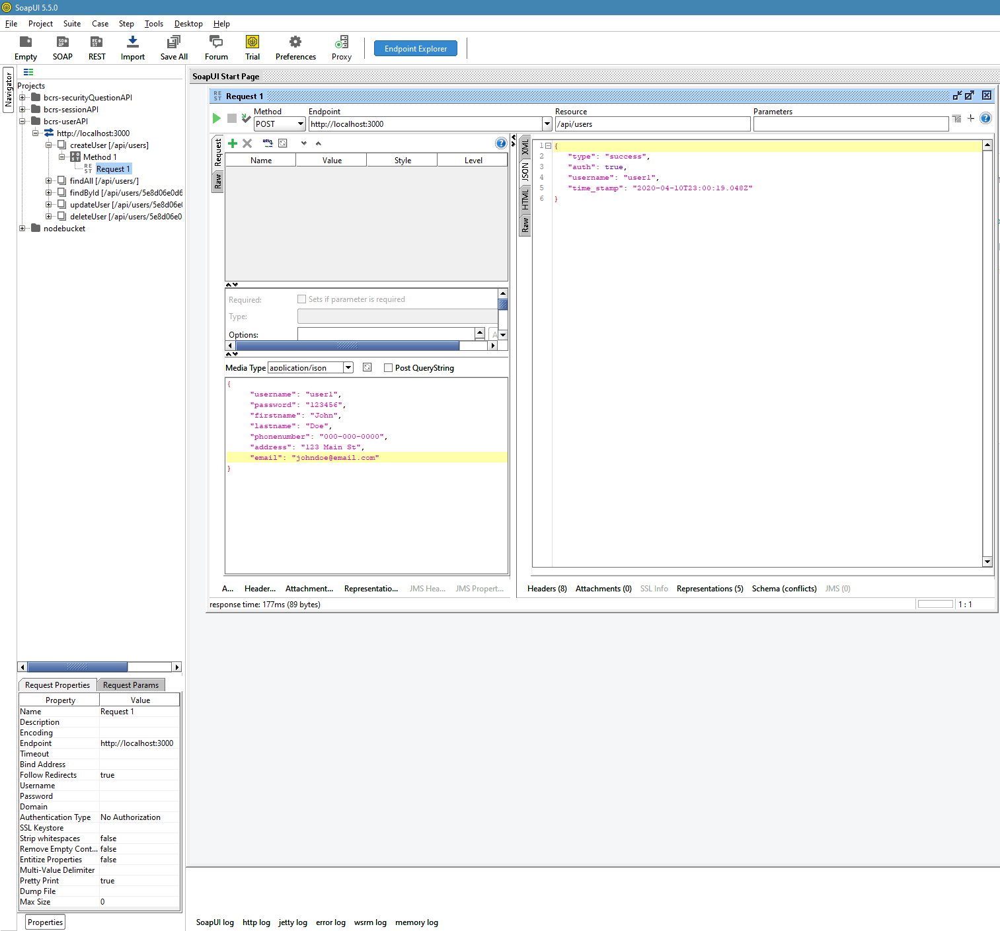 SoapUI 5.5.0
File Project Suite Case Step Tools Desktop Help
Empty SOAP REST Import Save All Forum Trial Preferences Proxy Endpoint Explorer
Navigator
Projects
bcrs-securityQuestionAPI
bcrs-sessionAPI
bcrs-userAPI
http://localhost:3000
createUser [/api/users]
Method 1
Request 1
findAll [/api/users/]
findById [/api/users/5e8d06e0d6
updateUser [/api/users/5e8d06e0
deleteUser [/api/users/5e8d06e0
nodebucket
SoapUI Start Page
Request 1
Method Endpoint Resource Parameters
POST http://localhost:3000 /api/users
Request
Raw
Name Value Style Level
Required: Sets if parameter is required
Type:
Options:
Media Type application/json Post QueryString
{
"username": "user1",
"password": "123456",
"firstname": "John",
"lastname": "Doe",
"phonenumber": "000-000-0000",
"address": "123 Main St",
"email": "johndoe@email.com"
}
A... Header... Attachment... Representatio... JMS Hea... JMS Propert...
XML
JSON
HTML
Raw
1 {
2 "type": "success",
3 "auth": true,
4 "username": "user1",
5 "time_stamp": "2020-04-10T23:00:19.048Z"
6 }
Headers (8) Attachments (0) SSL Info Representations (5) Schema (conflicts) JMS (0)
response time: 177ms (89 bytes) 1 : 1
Request Properties Request Params
Property Value
Name Request 1
Description
Encoding
Endpoint http://localhost:3000
Timeout
Bind Address
Follow Redirects true
Username
Password
Domain
Authentication Type No Authorization
SSL Keystore
Strip whitespaces false
Remove Empty Cont... false
Entitize Properties false
Multi-Value Delimiter
Pretty Print true
Dump File
Max Size 0
Properties
SoapUI log http log jetty log error log wsrm log memory log